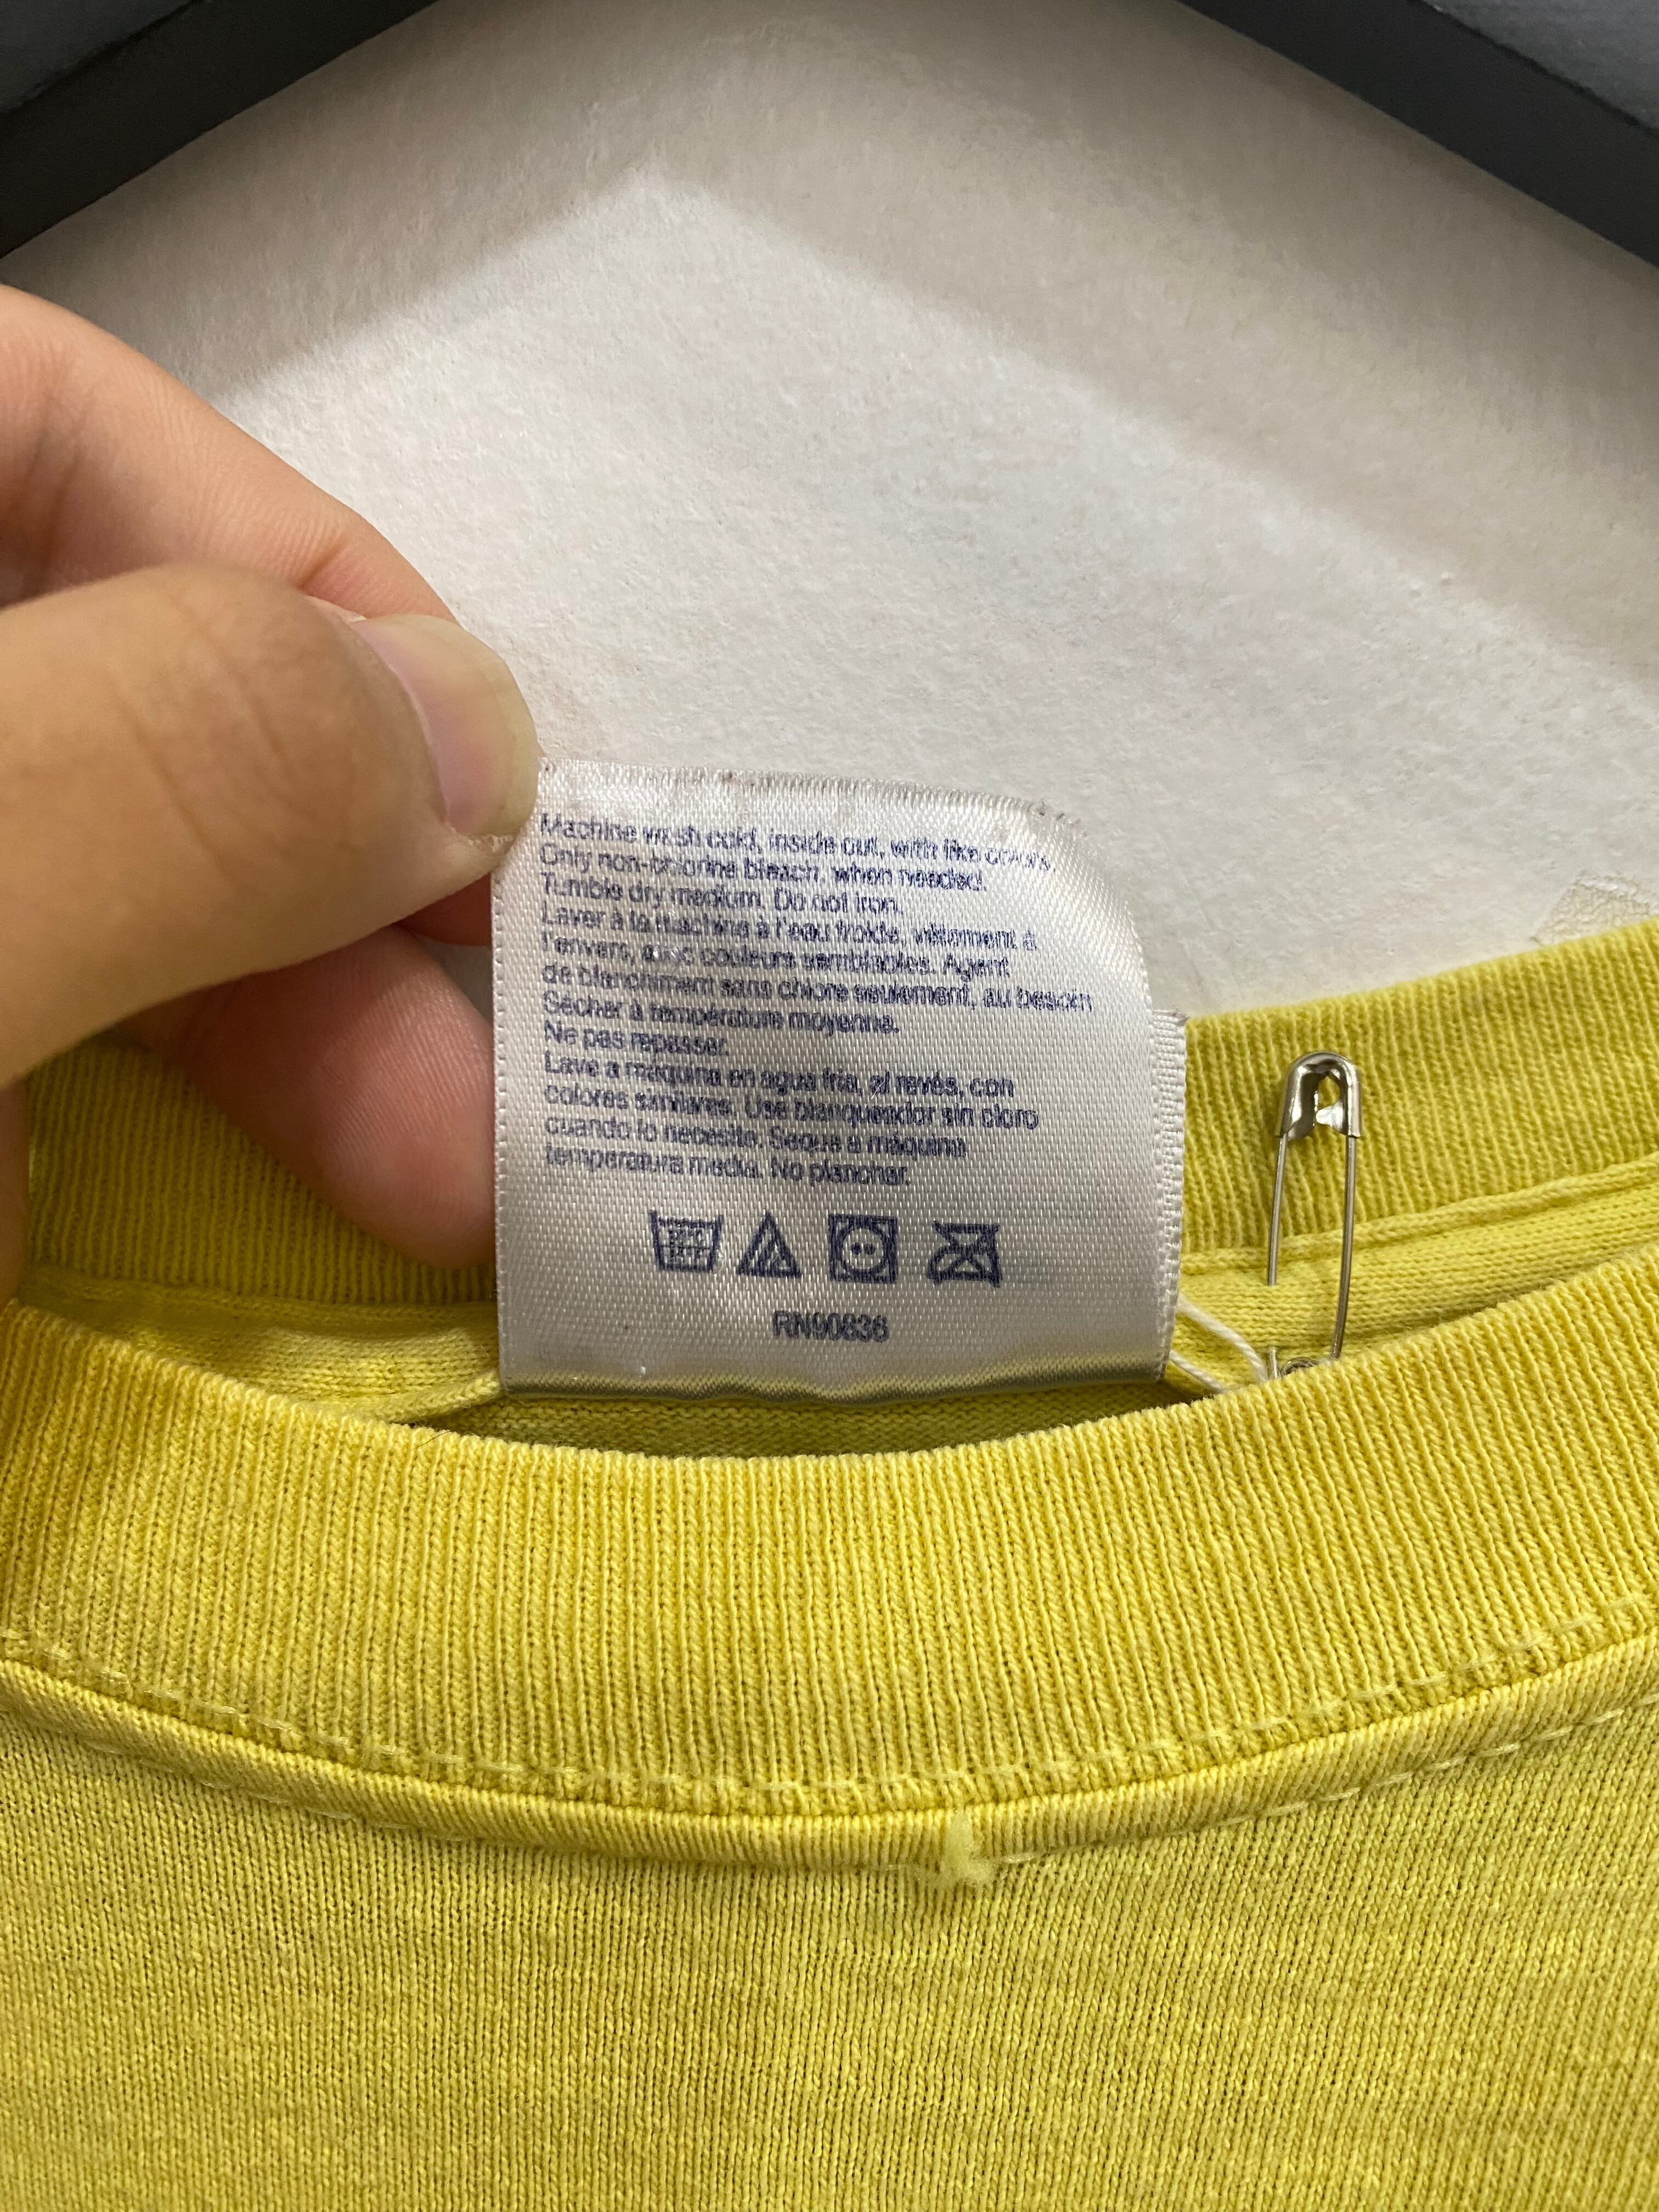 Machine wash cold, inside out, with like colors.
Only non-chlorine bleach, when needed.
Tumble dry medium. Do not iron.
Laver à la machine à l'eau froide, vêtement à
l'envers, avec couleurs semblables. Agent
de blanchiment sans chlore seulement, au besoin
Sécher à température moyenne.
Ne pas repasser.
Lave a máquina en agua fría, al revés, con
colores similares. Use blanqueador sin cloro
cuando lo necesite. Seque a máquina
temperatura media. No planchar.
RN90836